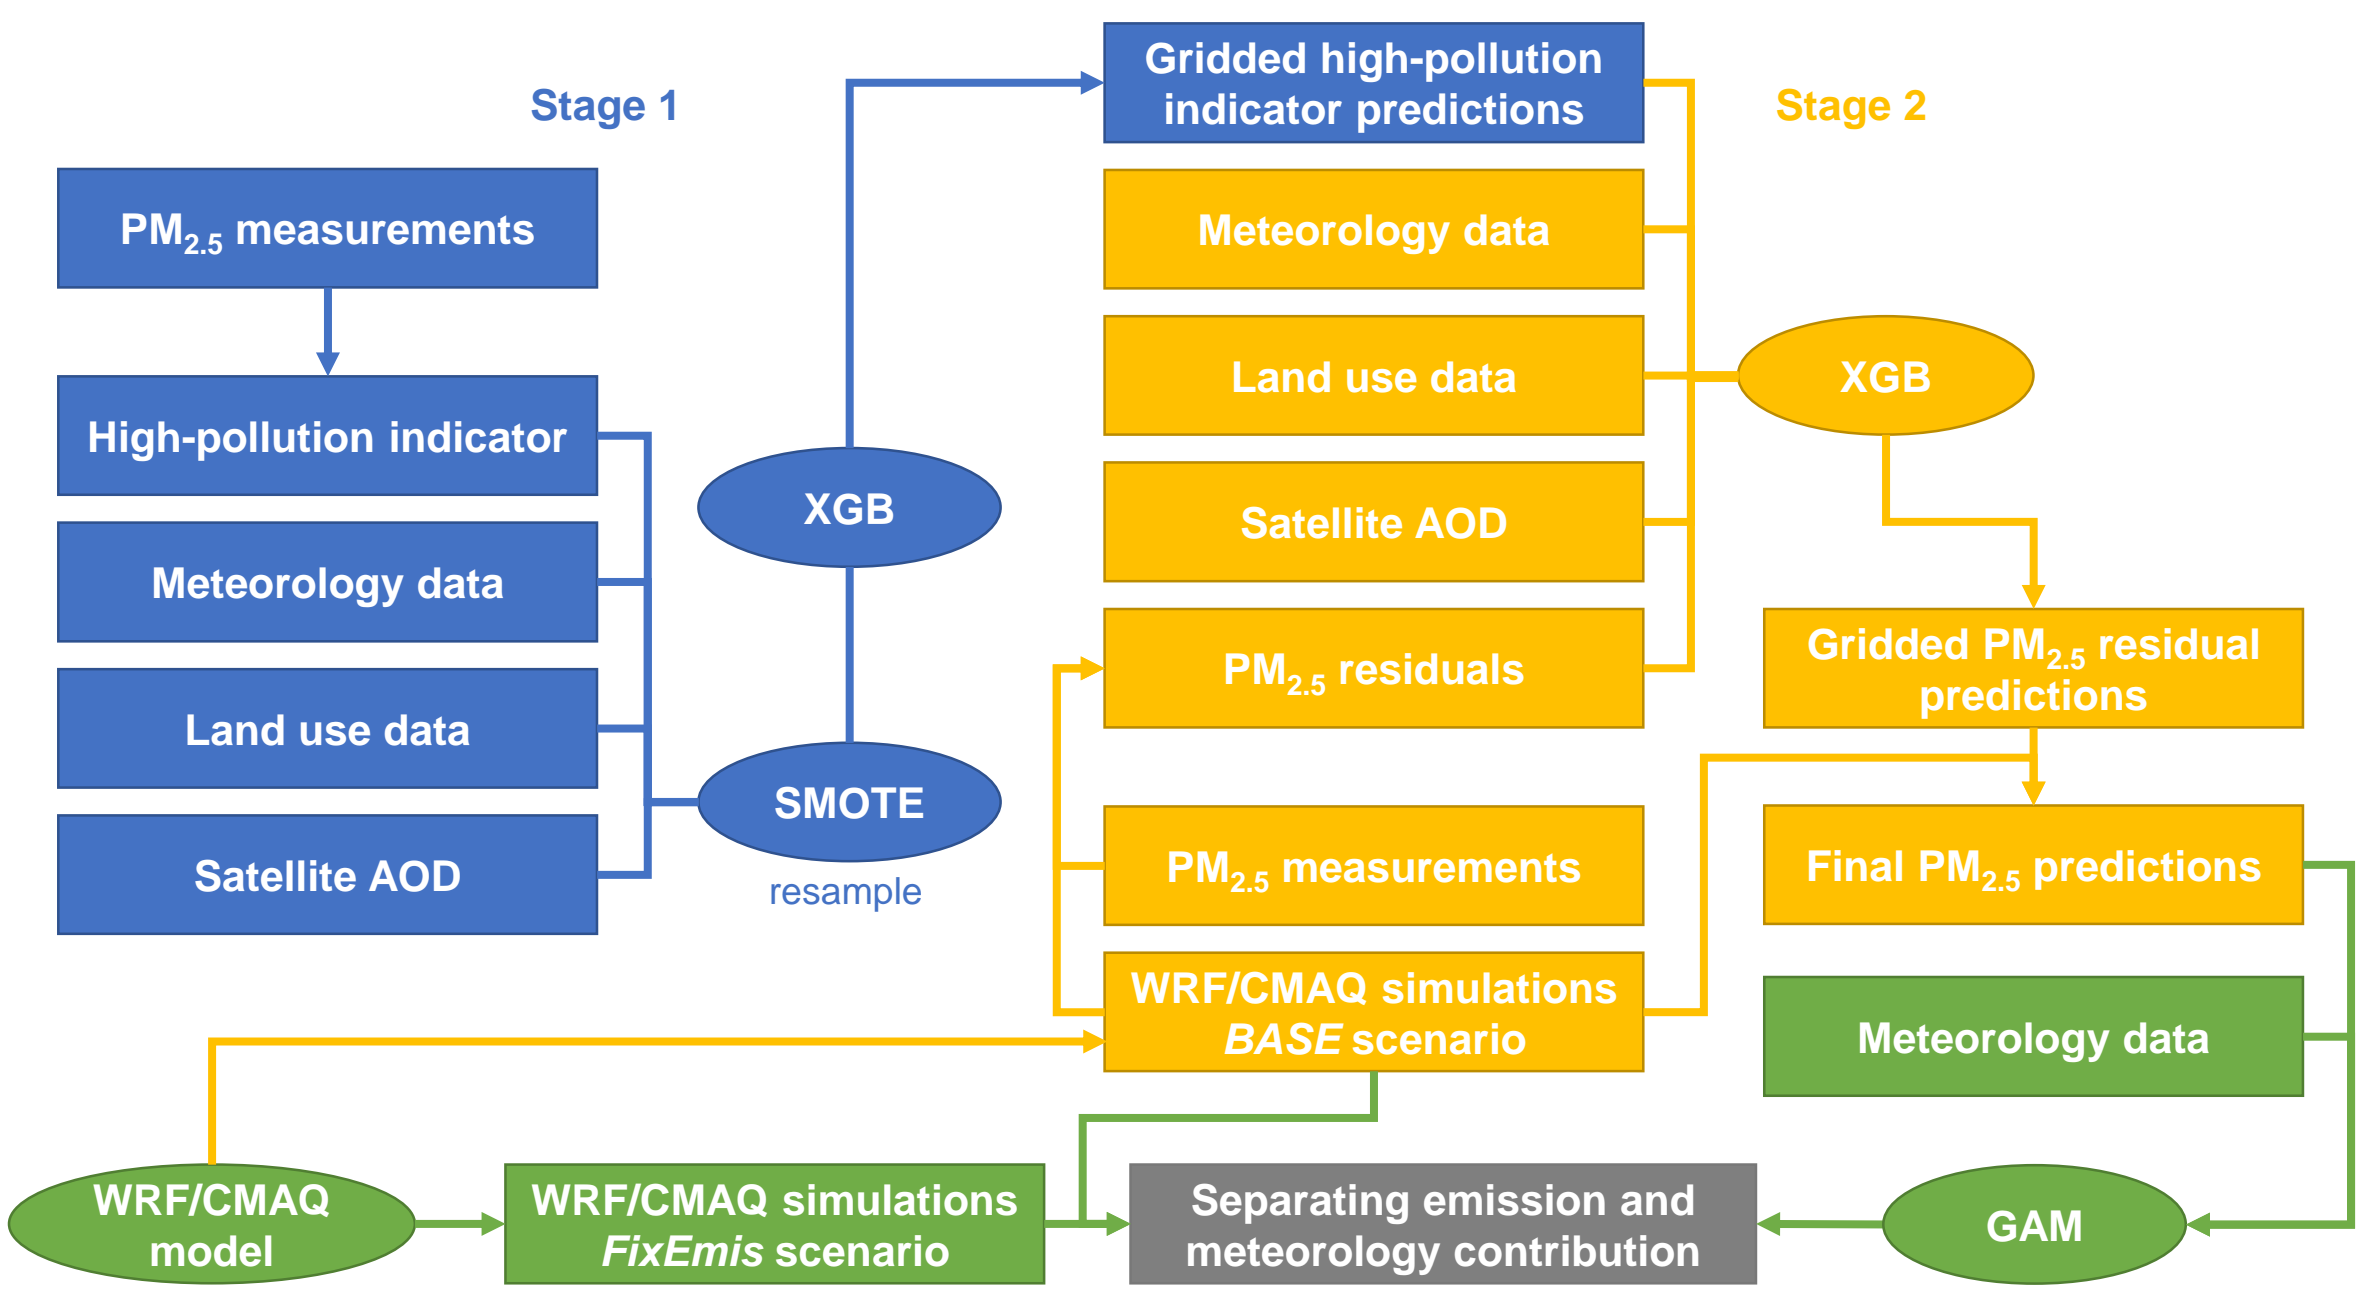 Stage 1
PM2.5 measurements
High-pollution indicator
Meteorology data
Land use data
Satellite AOD
XGB
SMOTE
resample
Gridded high-pollution
indicator predictions
Stage 2
Meteorology data
Land use data
Satellite AOD
PM2.5 residuals
PM2.5 measurements
WRF/CMAQ simulations
BASE scenario
XGB
Gridded PM2.5 residual
predictions
Final PM2.5 predictions
Meteorology data
WRF/CMAQ
model
WRF/CMAQ simulations
FixEmis scenario
Separating emission and
meteorology contribution
GAM